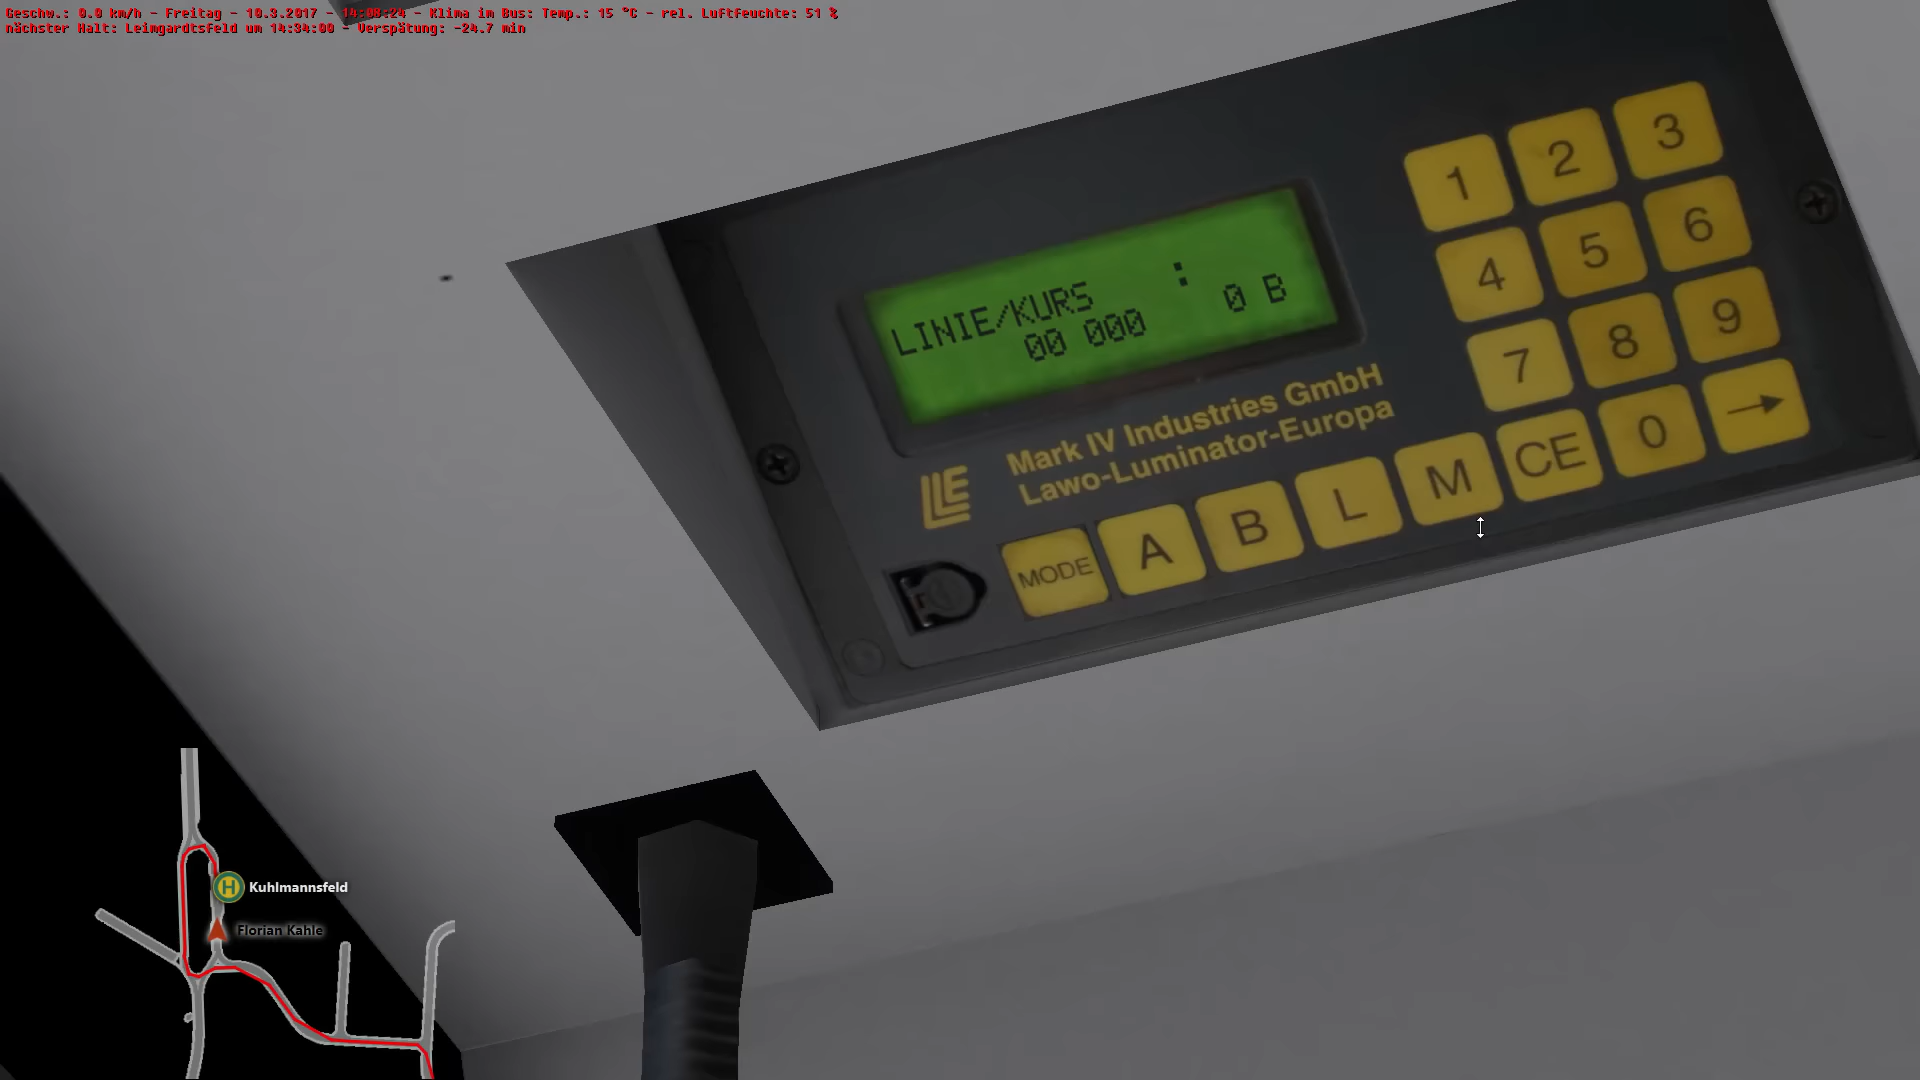 Geschw.: 0.0 km/h - Freitag - 10.3.2017 - 14:08:24 - Klima im Bus: Temp.: 15 °C - rel. Luftfeuchte: 51 %
nächster Halt: Leimgardtsfeld um 14:34:00 - Verspätung: -24.7 min
LINIE/KURS :
00 000 0 B
Mark IV Industries GmbH
Lawo-Luminator-Europa
LLE
1 2 3
4 5 6
7 8 9
MODE A B L M CE 0 →
H Kuhlmannsfeld
Florian Kahle